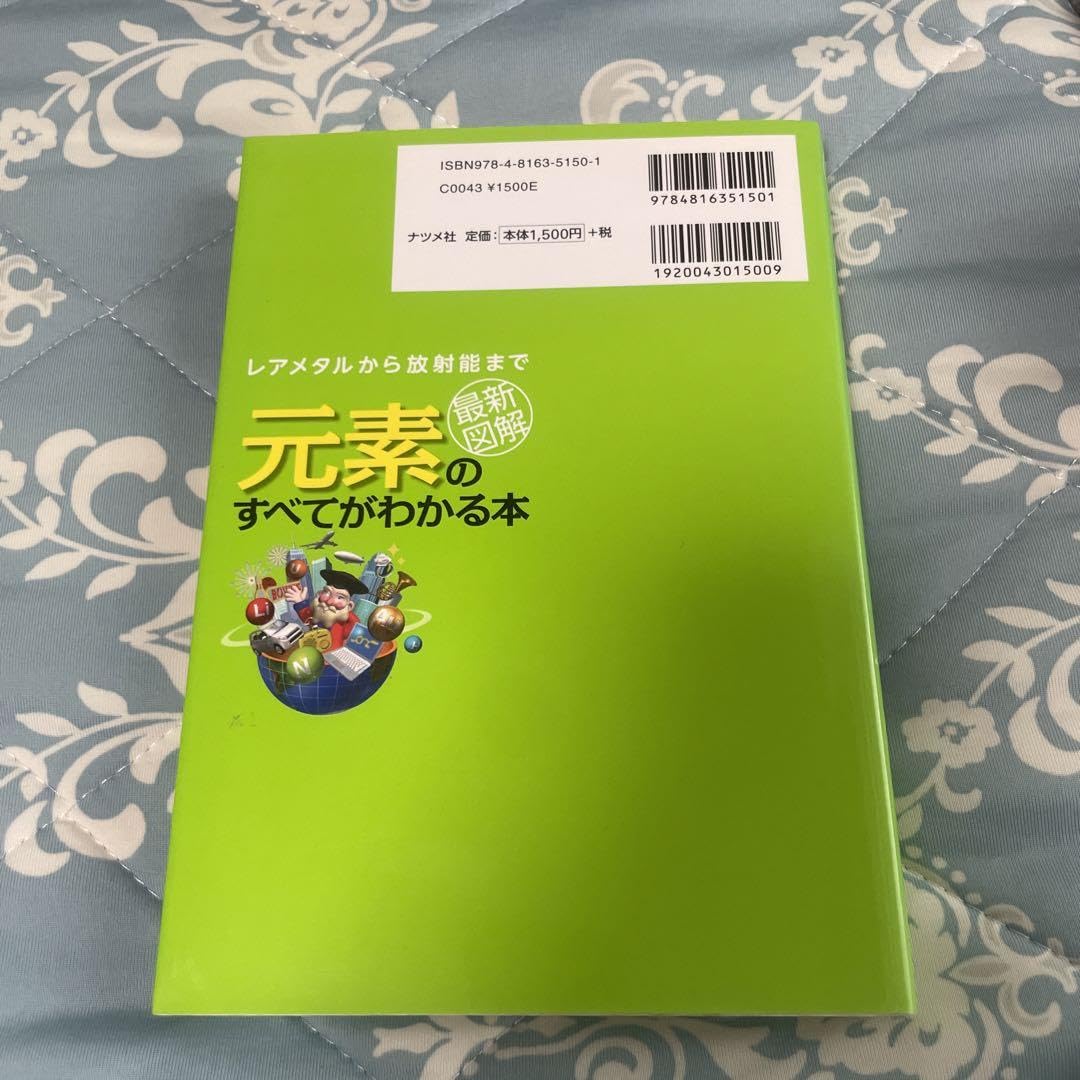 ISBN978-4-8163-5150-1
C0043 ¥1500E
ナツメ社 定価: 本体1,500円 +税
9784816351501
1920043015009
レアメタルから放射能まで
最新
図解
元素の
すべてがわかる本
Li
N